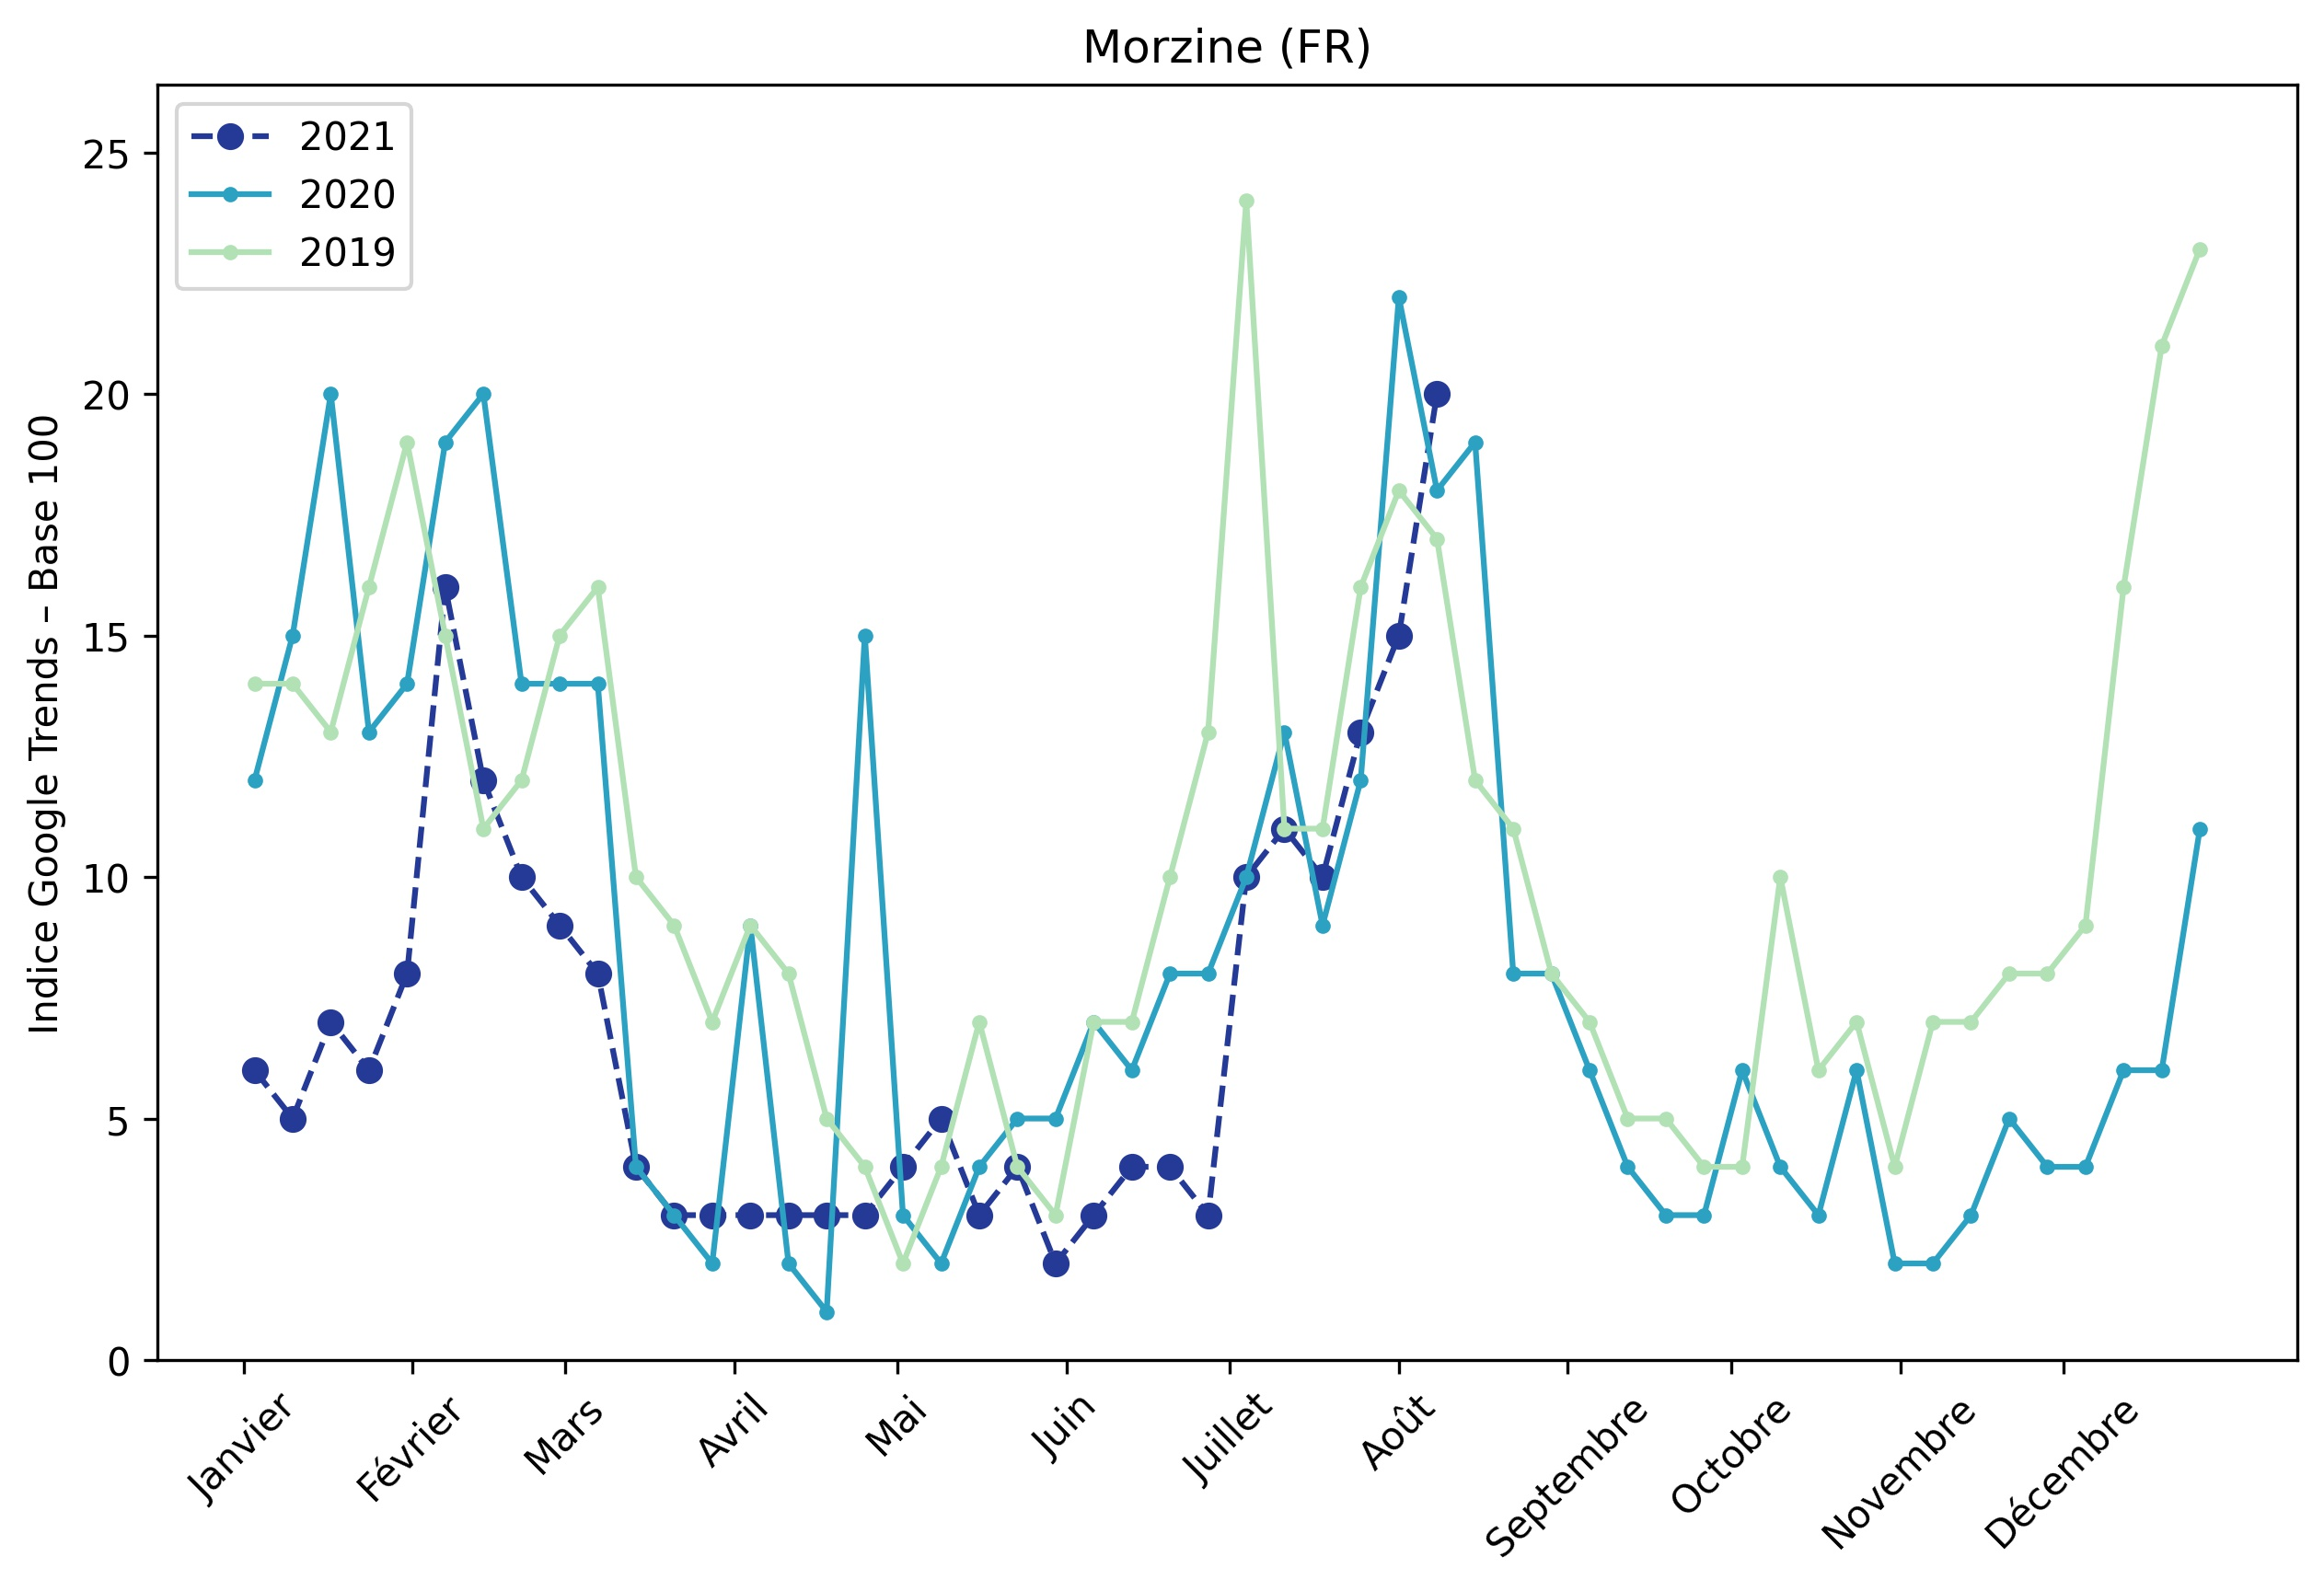 Morzine (FR)
2021
2020
2019
Indice Google Trends – Base 100
25
20
15
10
5
0
Janvier
Février
Mars
Avril
Mai
Juin
Juillet
Août
Septembre
Octobre
Novembre
Décembre